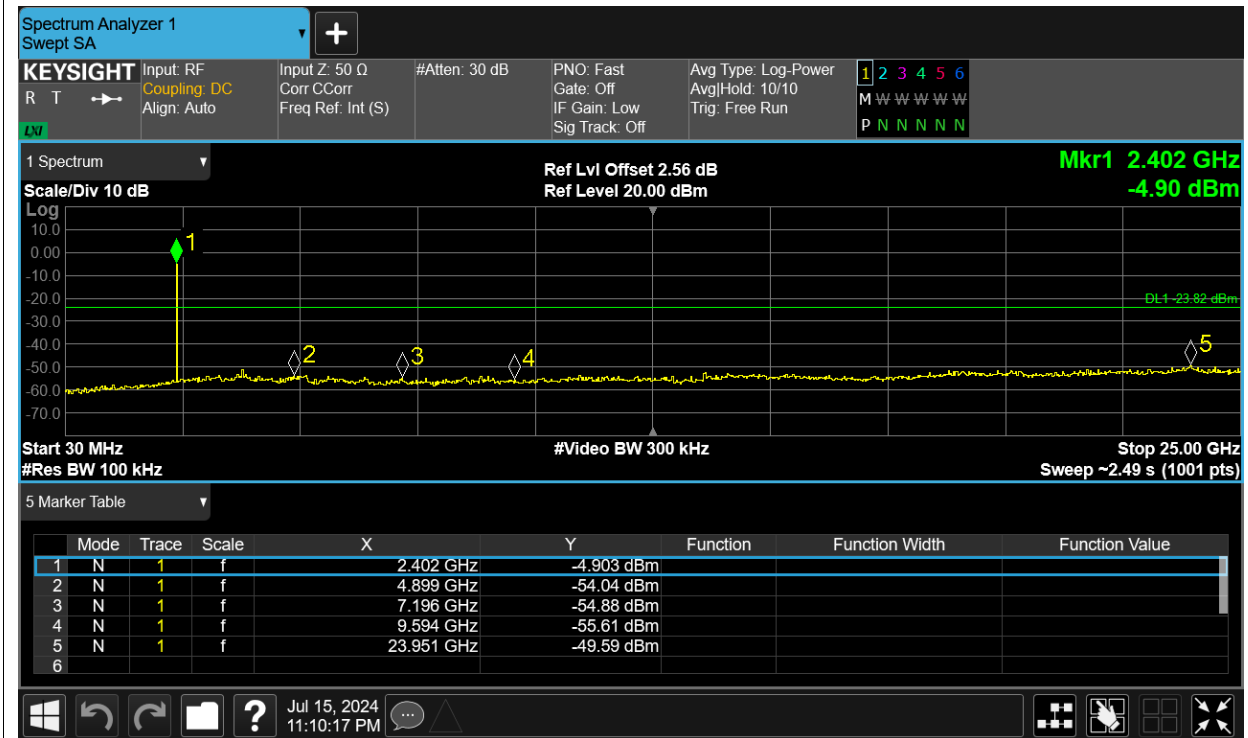 Spectrum Analyzer 1
Swept SA
KEYSIGHT
R T
LXI
Input: RF
Coupling: DC
Align: Auto
Input Z: 50 Ω
Corr CCorr
Freq Ref: Int (S)
#Atten: 30 dB
PNO: Fast
Gate: Off
IF Gain: Low
Sig Track: Off
Avg Type: Log-Power
Avg|Hold: 10/10
Trig: Free Run
1 2 3 4 5 6
M W W W W W
P N N N N N
1 Spectrum
Scale/Div 10 dB
Ref Lvl Offset 2.56 dB
Ref Level 20.00 dBm
Mkr1 2.402 GHz
-4.90 dBm
Log
10.0
0.00
-10.0
-20.0
-30.0
-40.0
-50.0
-60.0
-70.0
1
2
3
4
5
DL1 -23.82 dBm
Start 30 MHz
#Res BW 100 kHz
#Video BW 300 kHz
Stop 25.00 GHz
Sweep ~2.49 s (1001 pts)
5 Marker Table
Mode Trace Scale X Y Function Function Width Function Value
1 N 1 f 2.402 GHz -4.903 dBm
2 N 1 f 4.899 GHz -54.04 dBm
3 N 1 f 7.196 GHz -54.88 dBm
4 N 1 f 9.594 GHz -55.61 dBm
5 N 1 f 23.951 GHz -49.59 dBm
6
?
Jul 15, 2024
11:10:17 PM